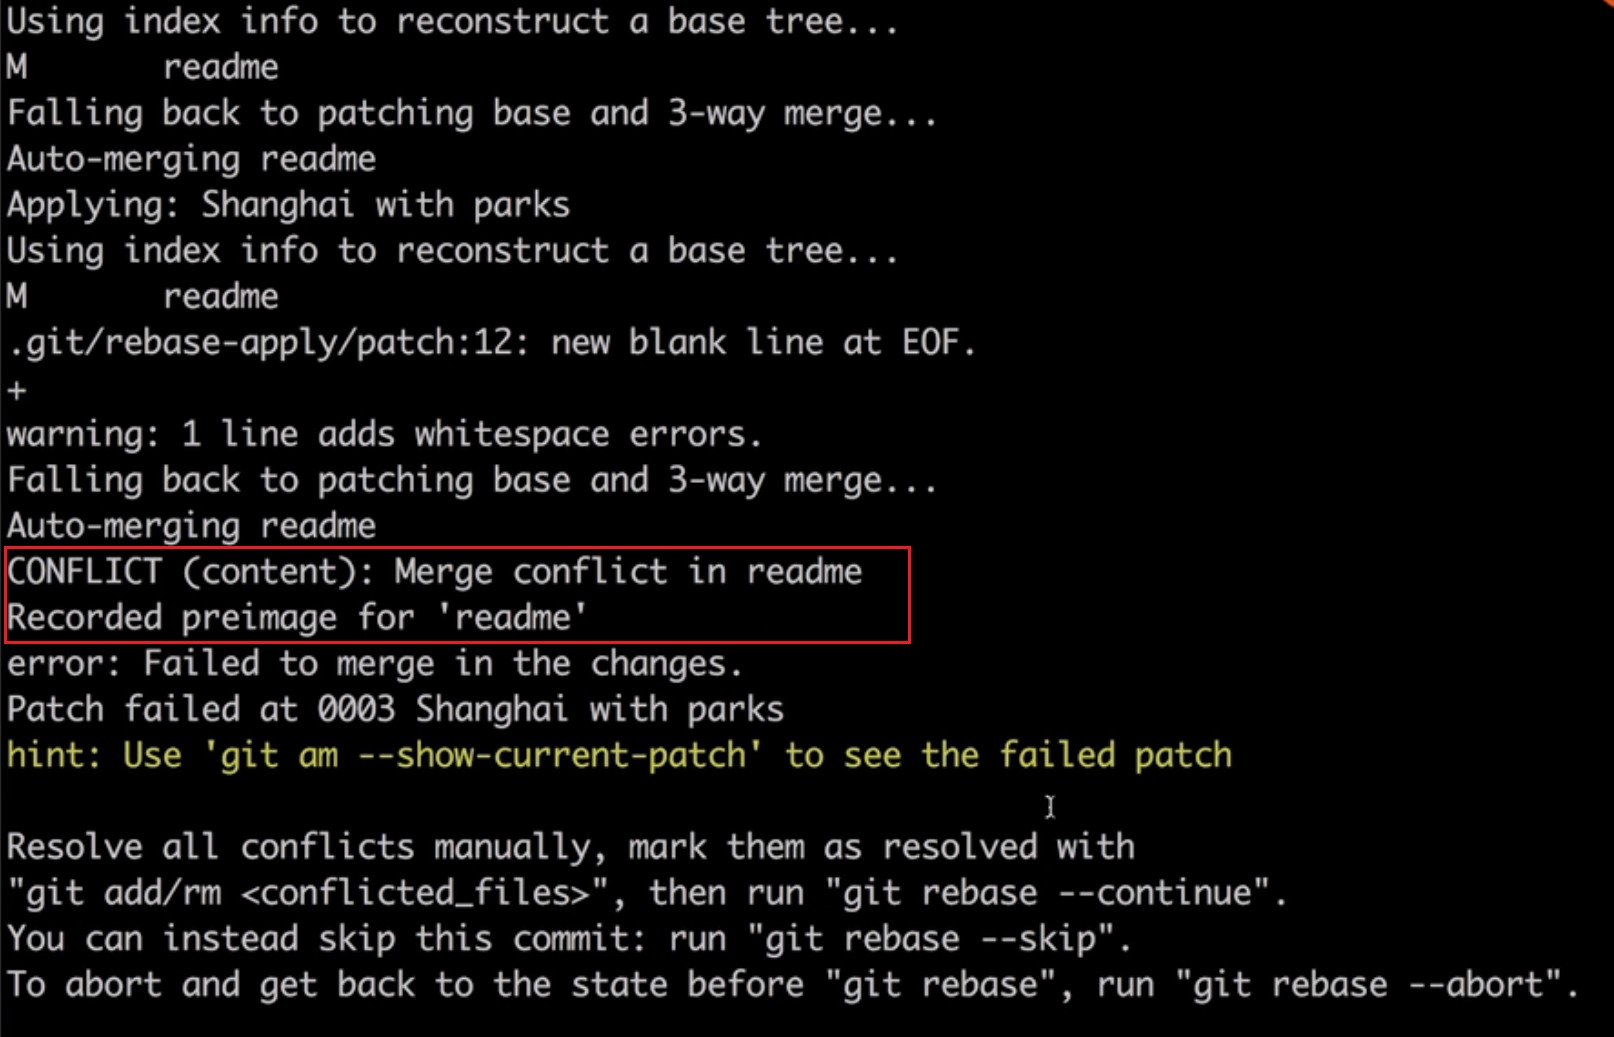 Using index info to reconstruct a base tree...
M       readme
Falling back to patching base and 3-way merge...
Auto-merging readme
Applying: Shanghai with parks
Using index info to reconstruct a base tree...
M       readme
.git/rebase-apply/patch:12: new blank line at EOF.
+
warning: 1 line adds whitespace errors.
Falling back to patching base and 3-way merge...
Auto-merging readme
CONFLICT (content): Merge conflict in readme
Recorded preimage for 'readme'
error: Failed to merge in the changes.
Patch failed at 0003 Shanghai with parks
hint: Use 'git am --show-current-patch' to see the failed patch
Resolve all conflicts manually, mark them as resolved with
"git add/rm <conflicted_files>", then run "git rebase --continue".
You can instead skip this commit: run "git rebase --skip".
To abort and get back to the state before "git rebase", run "git rebase --abort".